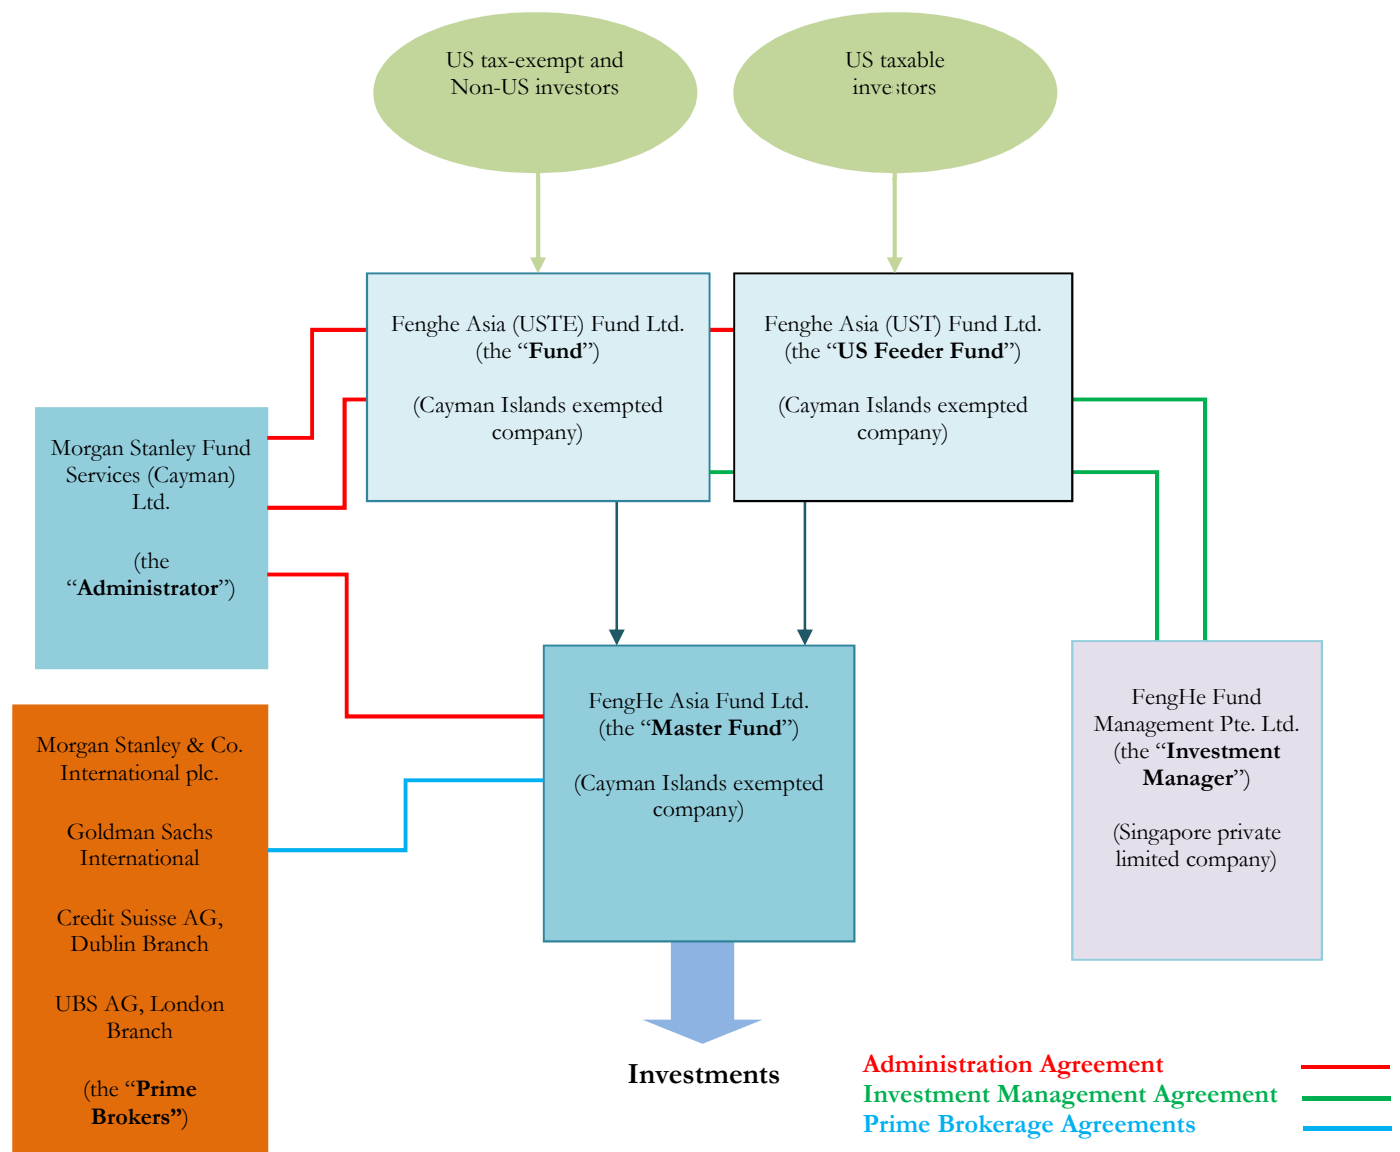 US tax-exempt and
Non-US investors
US taxable
investors
Fenghe Asia (USTE) Fund Ltd.
(the “Fund”)
(Cayman Islands exempted
company)
Fenghe Asia (UST) Fund Ltd.
(the “US Feeder Fund”)
(Cayman Islands exempted
company)
Morgan Stanley Fund
Services (Cayman)
Ltd.
(the
“Administrator”)
FengHe Asia Fund Ltd.
(the “Master Fund”)
(Cayman Islands exempted
company)
FengHe Fund
Management Pte. Ltd.
(the “Investment
Manager”)
(Singapore private
limited company)
Morgan Stanley & Co.
International plc.
Goldman Sachs
International
Credit Suisse AG,
Dublin Branch
UBS AG, London
Branch
(the “Prime
Brokers”)
Investments
Administration Agreement
Investment Management Agreement
Prime Brokerage Agreements